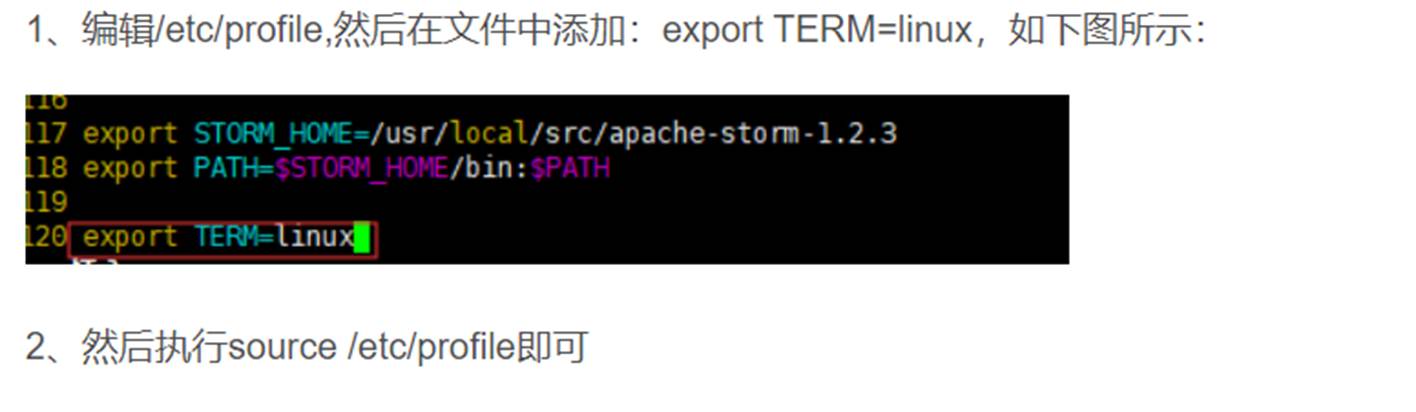 1、编辑/etc/profile,然后在文件中添加：export TERM=linux，如下图所示：
116
117 export STORM_HOME=/usr/local/src/apache-storm-1.2.3
118 export PATH=$STORM_HOME/bin:$PATH
119
120 export TERM=linux
2、然后执行source /etc/profile即可